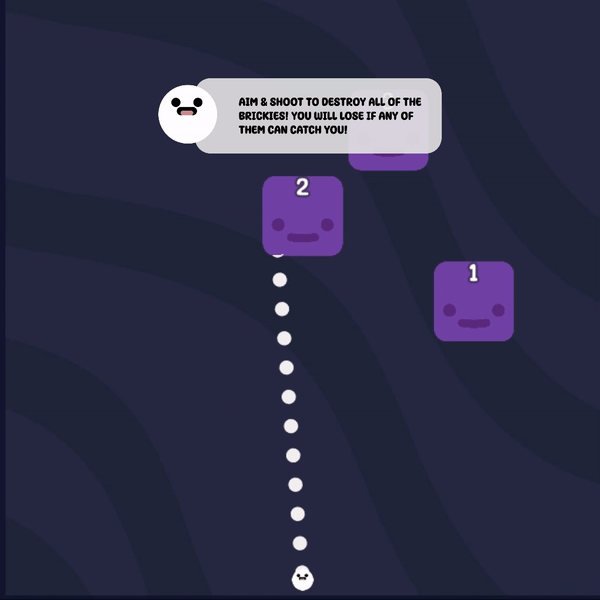 AIM & SHOOT TO DESTROY ALL OF THE
BRICKIES! YOU WILL LOSE IF ANY OF
THEM CAN CATCH YOU!
2
1